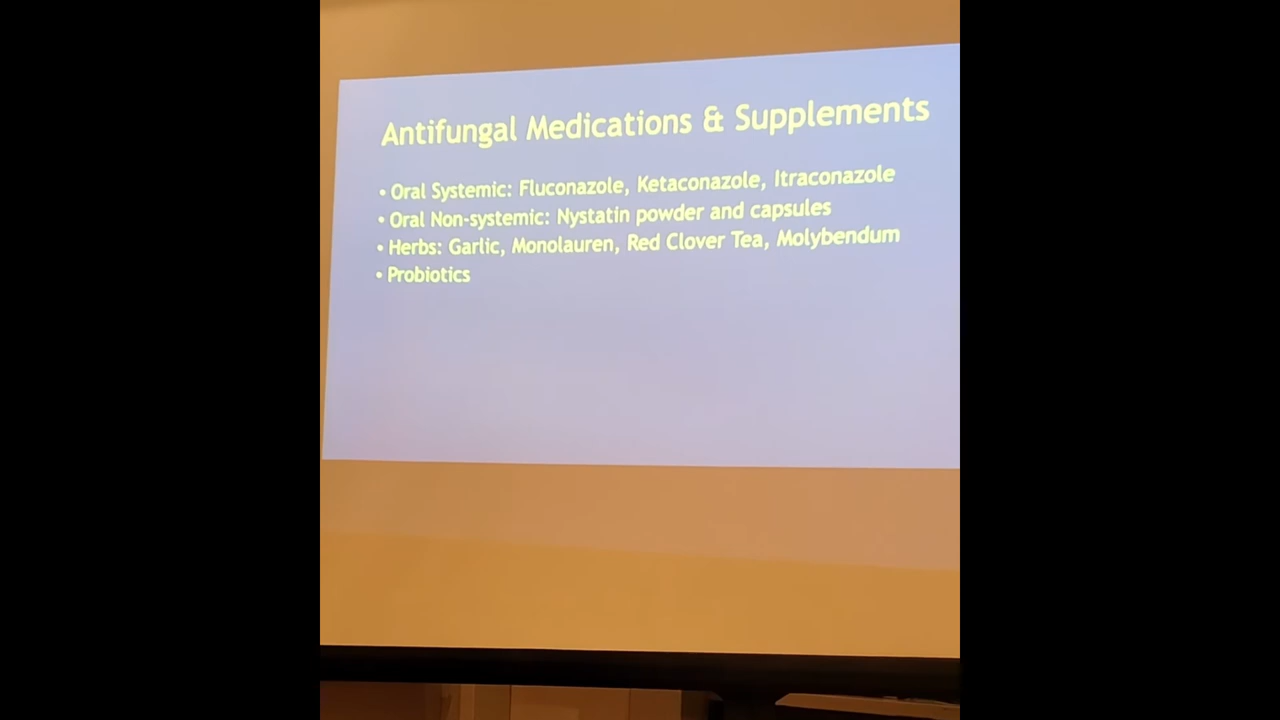 Antifungal Medications & Supplements
• Oral Systemic: Fluconazole, Ketaconazole, Itraconazole
• Oral Non-systemic: Nystatin powder and capsules
• Herbs: Garlic, Monolauren, Red Clover Tea, Molybendum
• Probiotics